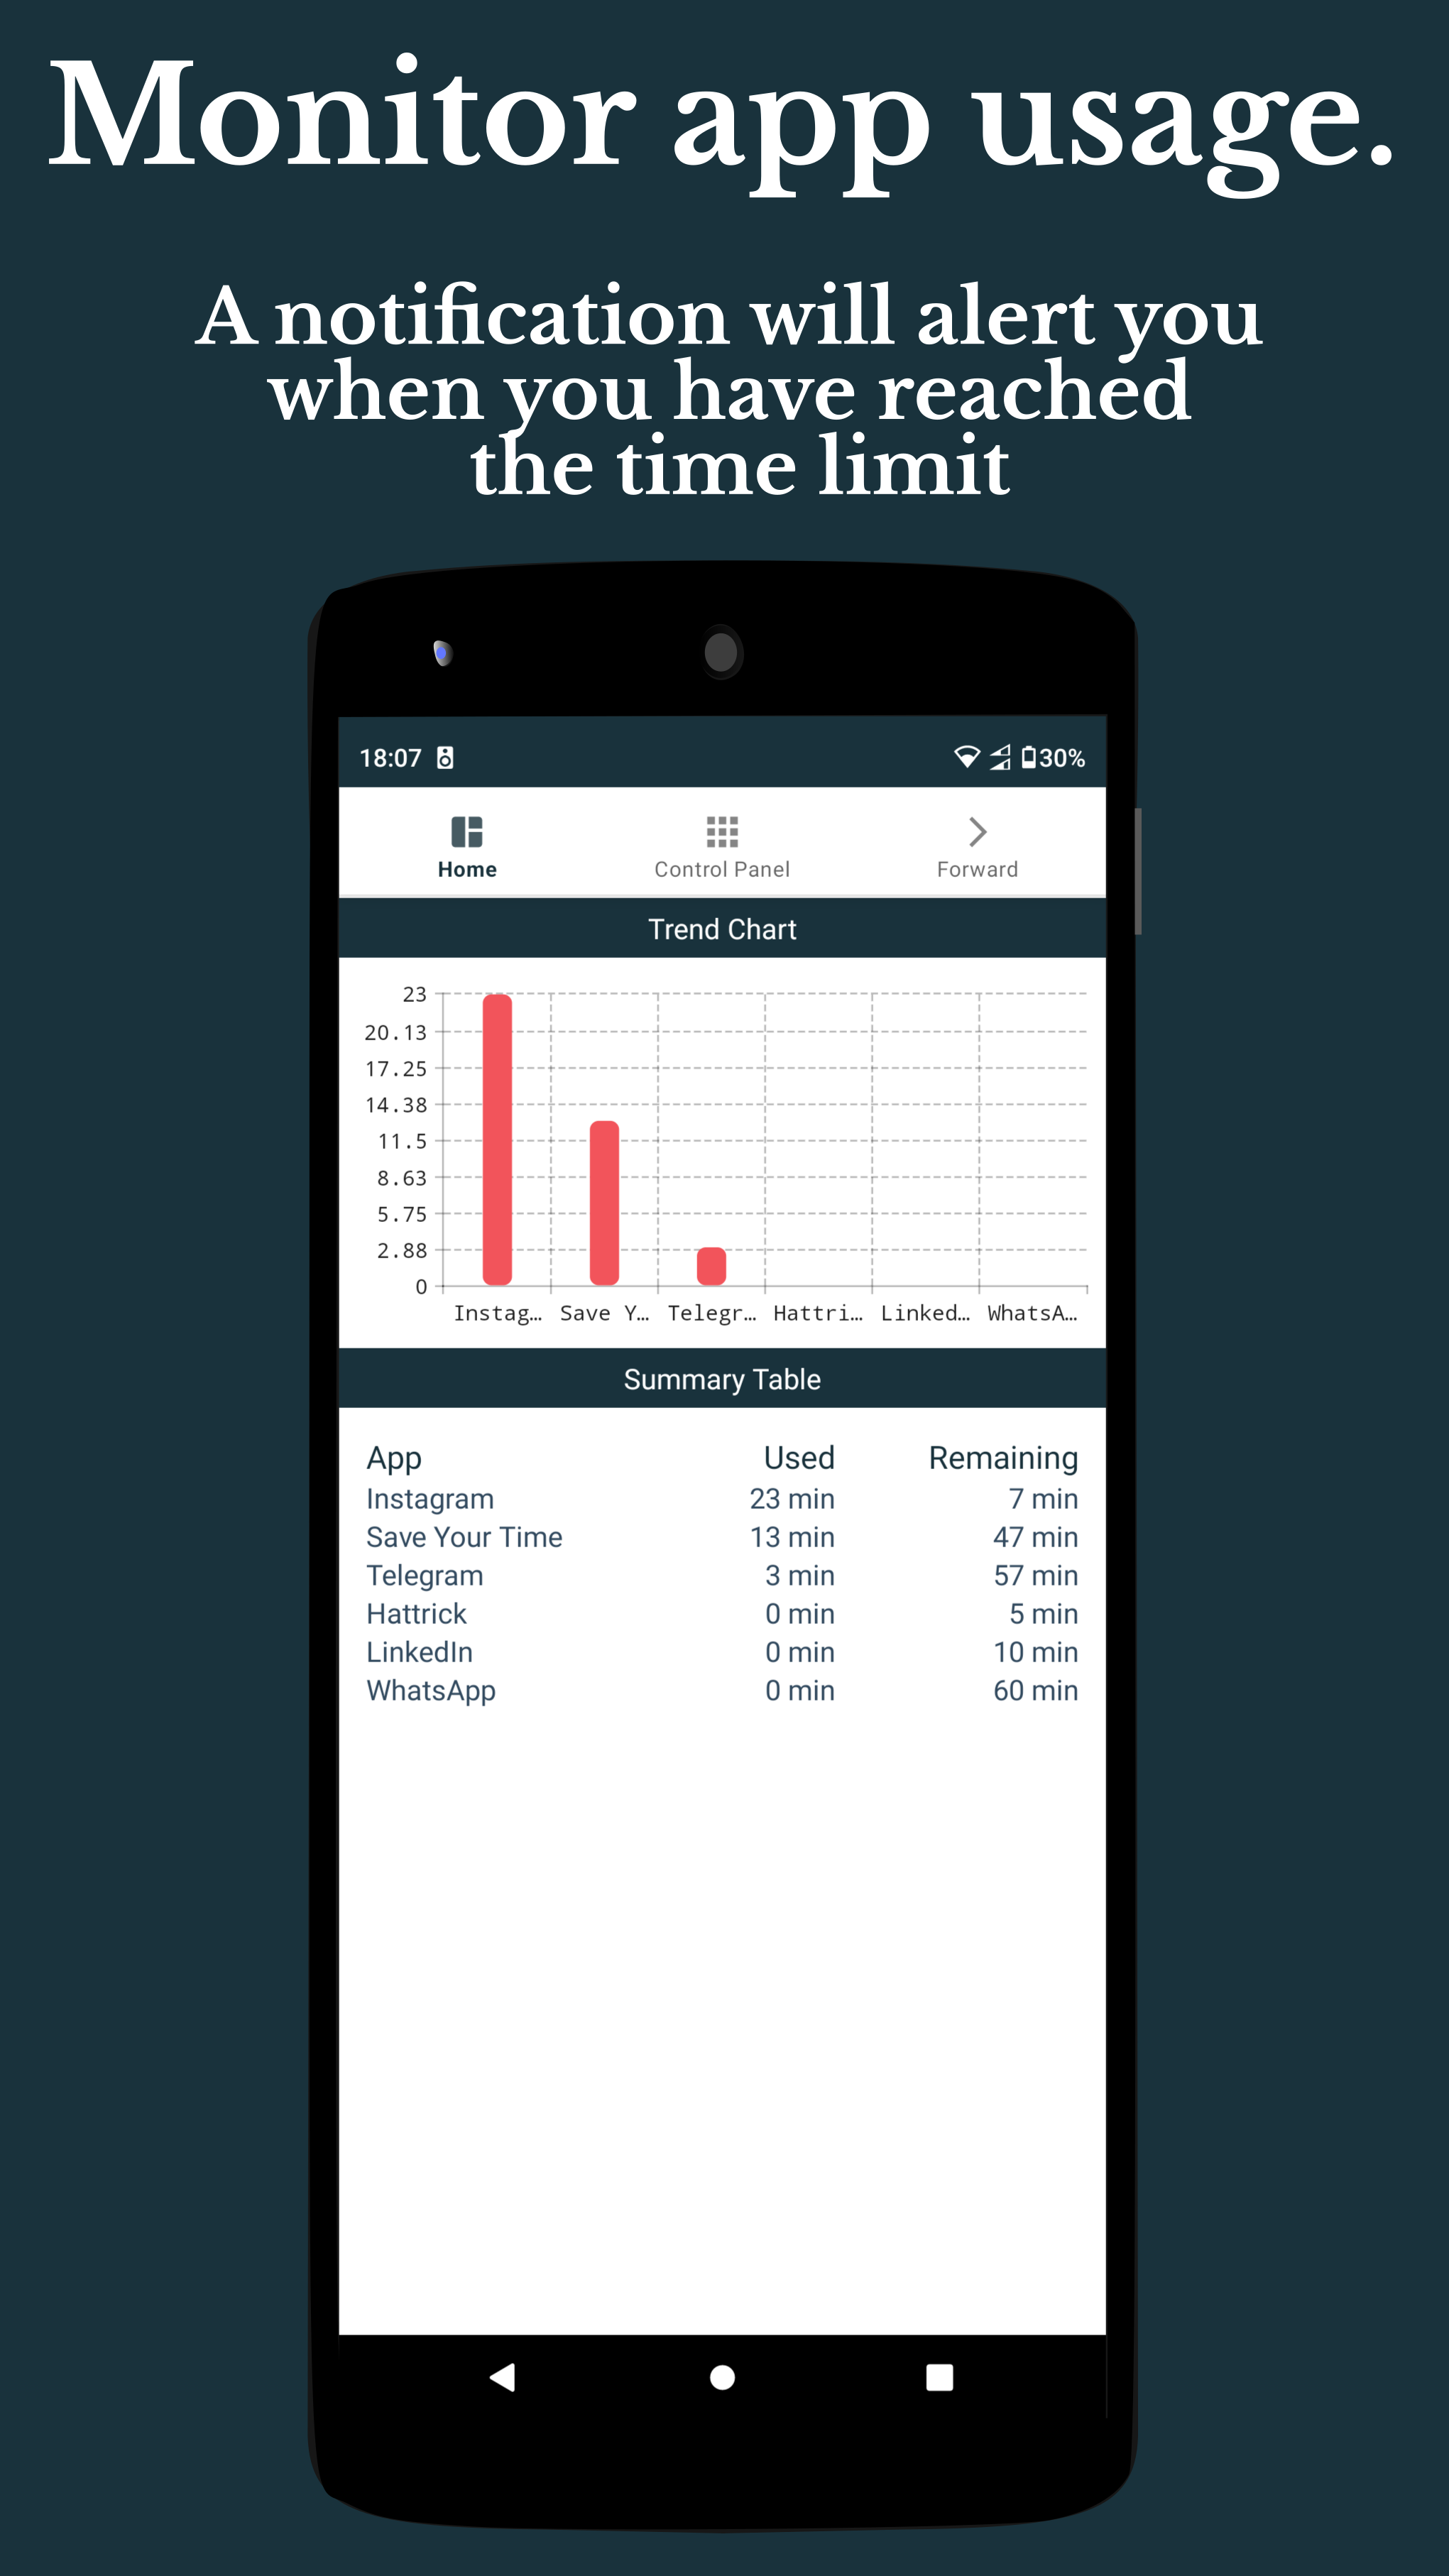 Monitor app usage.
A notification will alert you
when you have reached
the time limit
18:07 30%
Home Control Panel Forward
Trend Chart
23
20.13
17.25
14.38
11.5
8.63
5.75
2.88
0
Instag… Save Y… Telegr… Hattri… Linked… WhatsA…
Summary Table
App Used Remaining
Instagram 23 min 7 min
Save Your Time 13 min 47 min
Telegram 3 min 57 min
Hattrick 0 min 5 min
LinkedIn 0 min 10 min
WhatsApp 0 min 60 min